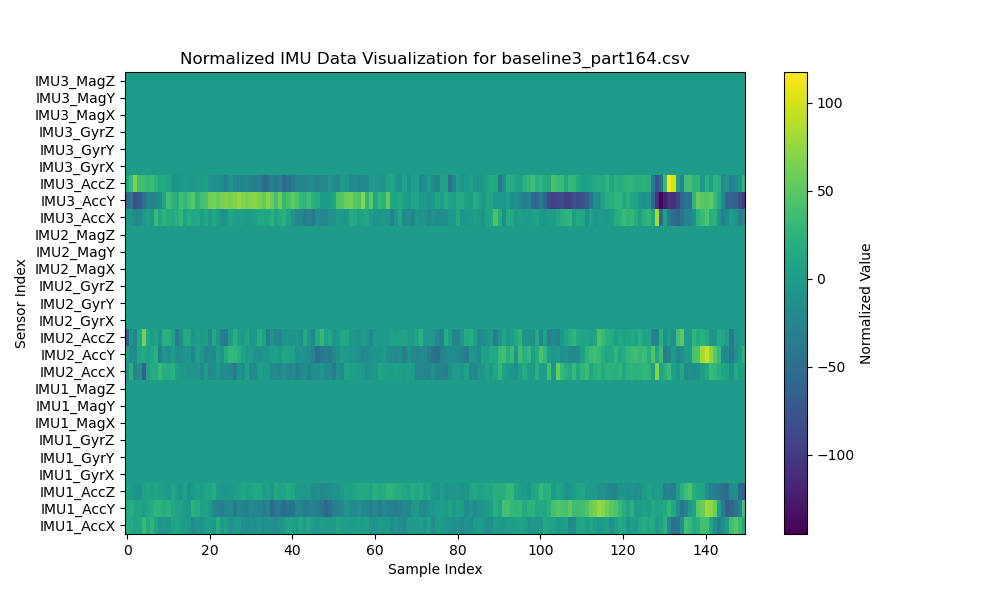 Normalized IMU Data Visualization for baseline3_part164.csv
Sensor Index
IMU3_MagZ
IMU3_MagY
IMU3_MagX
IMU3_GyrZ
IMU3_GyrY
IMU3_GyrX
IMU3_AccZ
IMU3_AccY
IMU3_AccX
IMU2_MagZ
IMU2_MagY
IMU2_MagX
IMU2_GyrZ
IMU2_GyrY
IMU2_GyrX
IMU2_AccZ
IMU2_AccY
IMU2_AccX
IMU1_MagZ
IMU1_MagY
IMU1_MagX
IMU1_GyrZ
IMU1_GyrY
IMU1_GyrX
IMU1_AccZ
IMU1_AccY
IMU1_AccX
0 20 40 60 80 100 120 140
Sample Index
100
50
0
−50
−100
Normalized Value